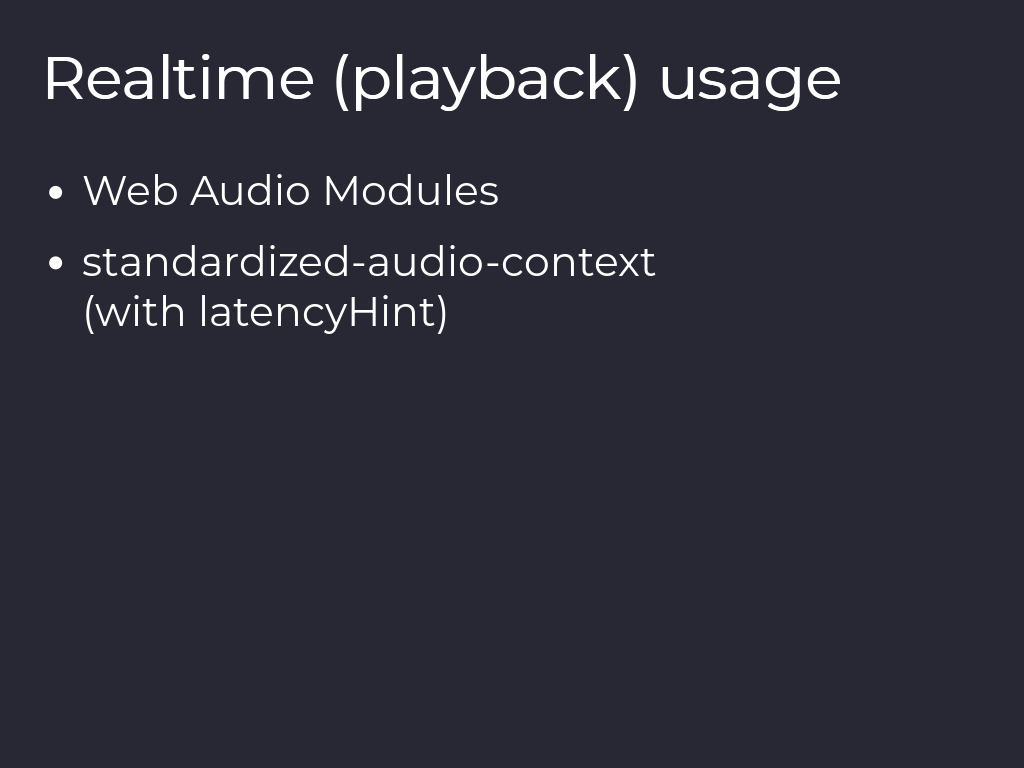 Realtime (playback) usage
• Web Audio Modules
• standardized-audio-context
(with latencyHint)